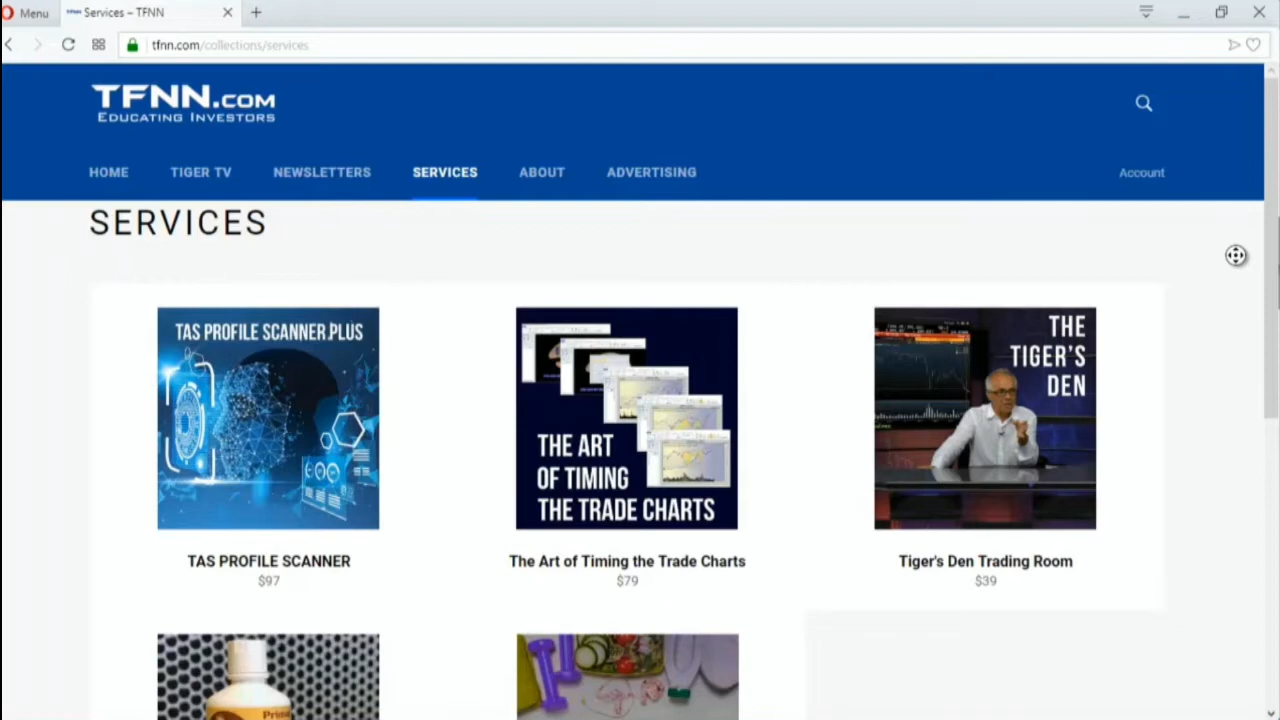 Menu
Services – TFNN
tfnn.com/collections/services
TFNN.COM
EDUCATING INVESTORS
HOME
TIGER TV
NEWSLETTERS
SERVICES
ABOUT
ADVERTISING
Account
SERVICES
TAS PROFILE SCANNER PLUS
THE ART
OF TIMING
THE TRADE CHARTS
THE
TIGER'S
DEN
TAS PROFILE SCANNER
$97
The Art of Timing the Trade Charts
$79
Tiger's Den Trading Room
$39